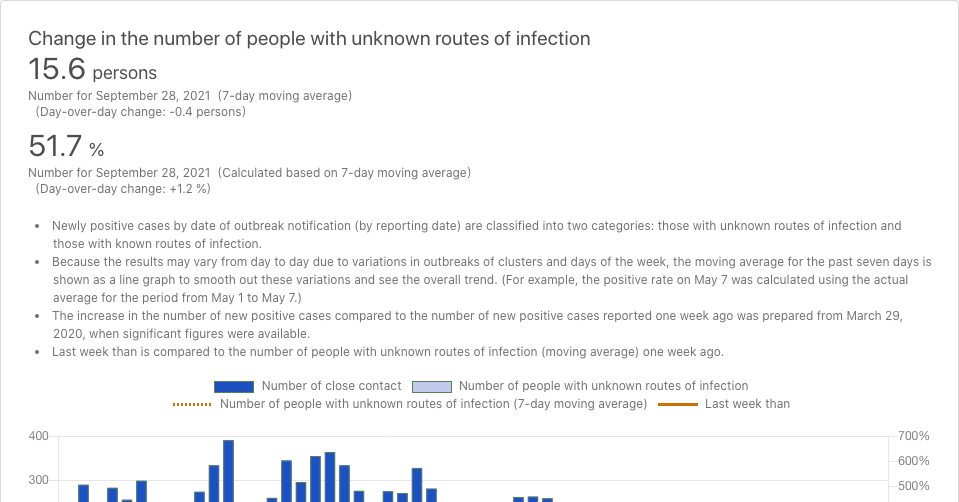 Change in the number of people with unknown routes of infection
15.6 persons
Number for September 28, 2021  (7-day moving average)
(Day-over-day change: -0.4 persons)
51.7 %
Number for September 28, 2021  (Calculated based on 7-day moving average)
(Day-over-day change: +1.2 %)
• Newly positive cases by date of outbreak notification (by reporting date) are classified into two categories: those with unknown routes of infection and
those with known routes of infection.
• Because the results may vary from day to day due to variations in outbreaks of clusters and days of the week, the moving average for the past seven days is
shown as a line graph to smooth out these variations and see the overall trend. (For example, the positive rate on May 7 was calculated using the actual
average for the period from May 1 to May 7.)
• The increase in the number of new positive cases compared to the number of new positive cases reported one week ago was prepared from March 29,
2020, when significant figures were available.
• Last week than is compared to the number of people with unknown routes of infection (moving average) one week ago.
Number of close contact Number of people with unknown routes of infection
Number of people with unknown routes of infection (7-day moving average) Last week than
400 700%
600%
300 500%